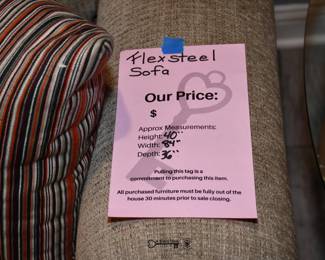 Flexsteel
Sofa
Our Price:
$
Approx Measurements:
Height: 40"
Width: 84"
Depth: 36"
Pulling this tag is a
commitment to purchasing this item.
All purchased furniture must be fully out of the
house 30 minutes prior to sale closing.